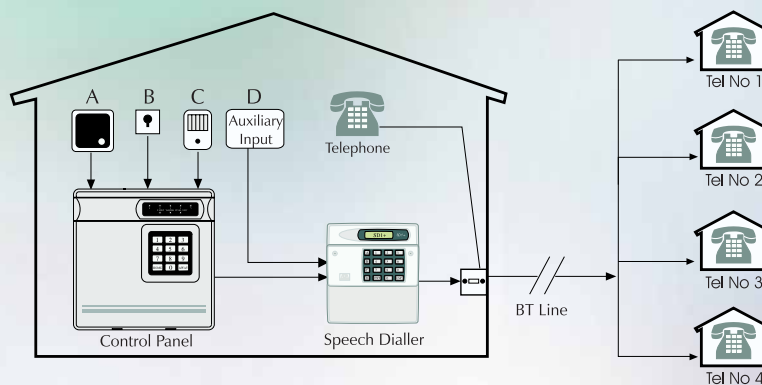 A B C D
Auxiliary
Input
Telephone
Control Panel
SD1+
Speech Dialler
BT Line
Tel No 1
Tel No 2
Tel No 3
Tel No 4